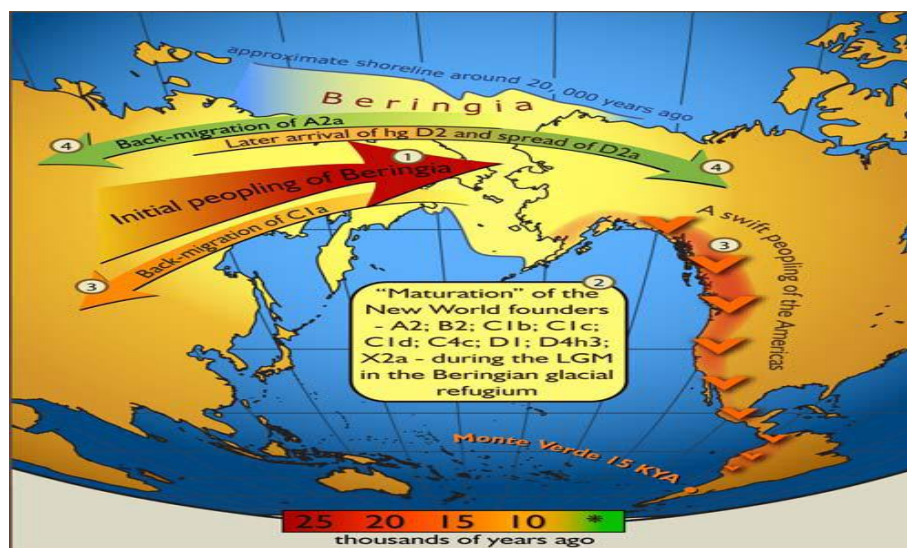 approximate shoreline around 20, 000 years ago
Beringia
4
Back-migration of A2a
Later arrival of hg D2 and spread of D2a
4
1
Initial peopling of Beringia
Back-migration of C1a
3
A swift peopling of the Americas
3
2
"Maturation" of the
New World founders
- A2; B2; C1b; C1c;
C1d; C4c; D1; D4h3;
X2a - during the LGM
in the Beringian glacial
refugium
Monte Verde 15 KYA
25 20 15 10 *
thousands of years ago